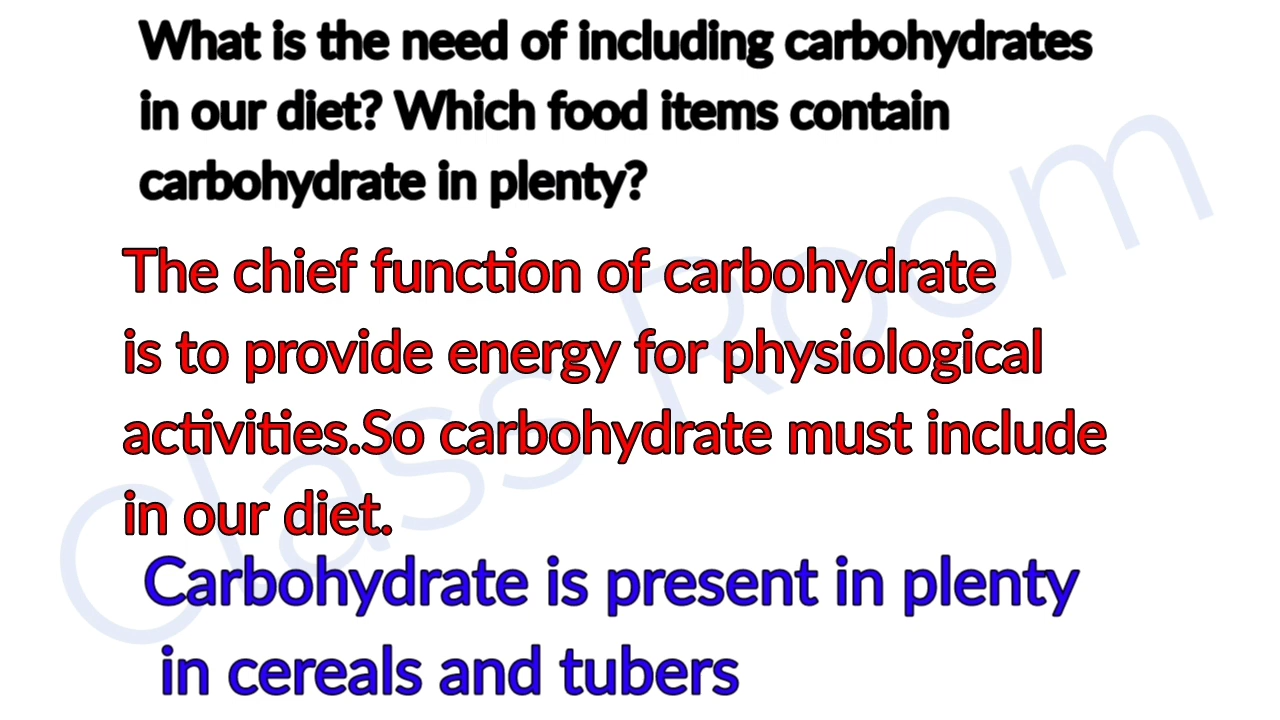 What is the need of including carbohydrates
in our diet? Which food items contain
carbohydrate in plenty?
The chief function of carbohydrate
is to provide energy for physiological
activities.So carbohydrate must include
in our diet.
Carbohydrate is present in plenty
in cereals and tubers
Class Room